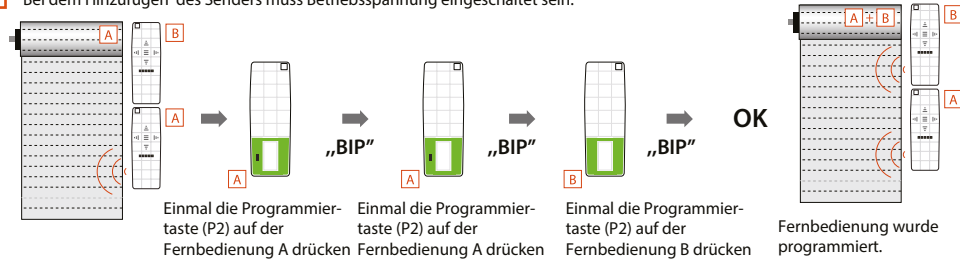 Bei dem Hinzufügen des Senders muss Betriebsspannung eingeschaltet sein.
A
B
A
A
„BIP"
A
„BIP"
B
„BIP"
OK
A + B
B
A
Einmal die Programmier-
taste (P2) auf der
Fernbedienung A drücken
Einmal die Programmier-
taste (P2) auf der
Fernbedienung A drücken
Einmal die Programmier-
taste (P2) auf der
Fernbedienung B drücken
Fernbedienung wurde
programmiert.